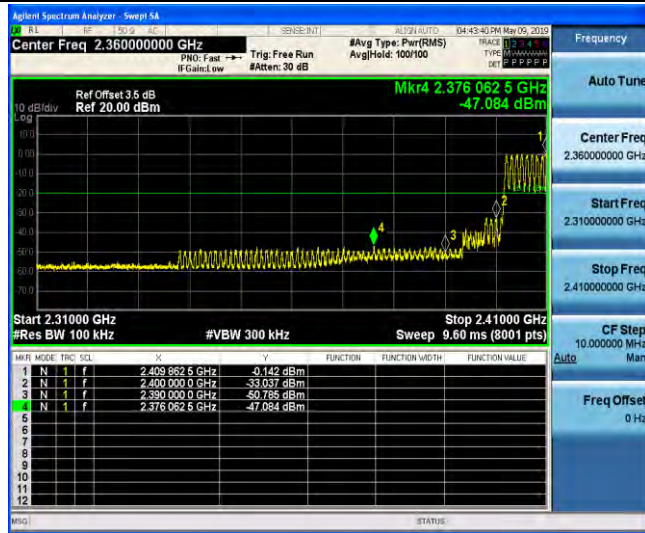 Agilent Spectrum Analyzer - Swept SA
RL RF 50 Ω AC SENSE:INT ALIGN AUTO 04:43:40 PM May 09, 2019
Center Freq 2.360000000 GHz
PNO: Fast
IFGain:Low
Trig: Free Run
#Atten: 30 dB
#Avg Type: Pwr(RMS)
Avg|Hold: 100/100
TRACE 1 2 3 4 5 6
TYPE
DET P P P P P P
Mkr4 2.376 062 5 GHz
-47.084 dBm
Ref Offset 3.5 dB
10 dB/div Ref 20.00 dBm
Log
10.0
0.00
-10.0
-20.0
-30.0
-40.0
-50.0
-60.0
-70.0
1
2
3
4
Start 2.31000 GHz Stop 2.41000 GHz
#Res BW 100 kHz #VBW 300 kHz Sweep 9.60 ms (8001 pts)
MKR MODE TRC SCL X Y FUNCTION FUNCTION WIDTH FUNCTION VALUE
1 N 1 f 2.409 862 5 GHz -0.142 dBm
2 N 1 f 2.400 000 0 GHz -33.037 dBm
3 N 1 f 2.390 000 0 GHz -50.785 dBm
4 N 1 f 2.376 062 5 GHz -47.084 dBm
5
6
7
8
9
10
11
12
MSG STATUS
Frequency
Auto Tune
Center Freq
2.360000000 GHz
Start Freq
2.310000000 GHz
Stop Freq
2.410000000 GHz
CF Step
10.000000 MHz
Auto Man
Freq Offset
0 Hz